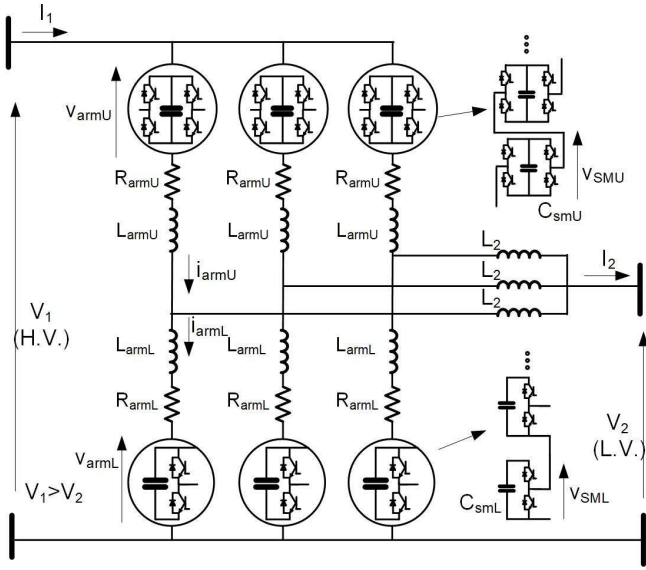 I1
VarmU
VSMU
CsmU
RarmU
RarmU
RarmU
LarmU
LarmU
LarmU
L2
I2
iarmU
L2
L2
V1
(H.V.)
iarmL
LarmL
LarmL
LarmL
RarmL
RarmL
RarmL
V2
(L.V.)
VarmL
V1>V2
CsmL
VSML